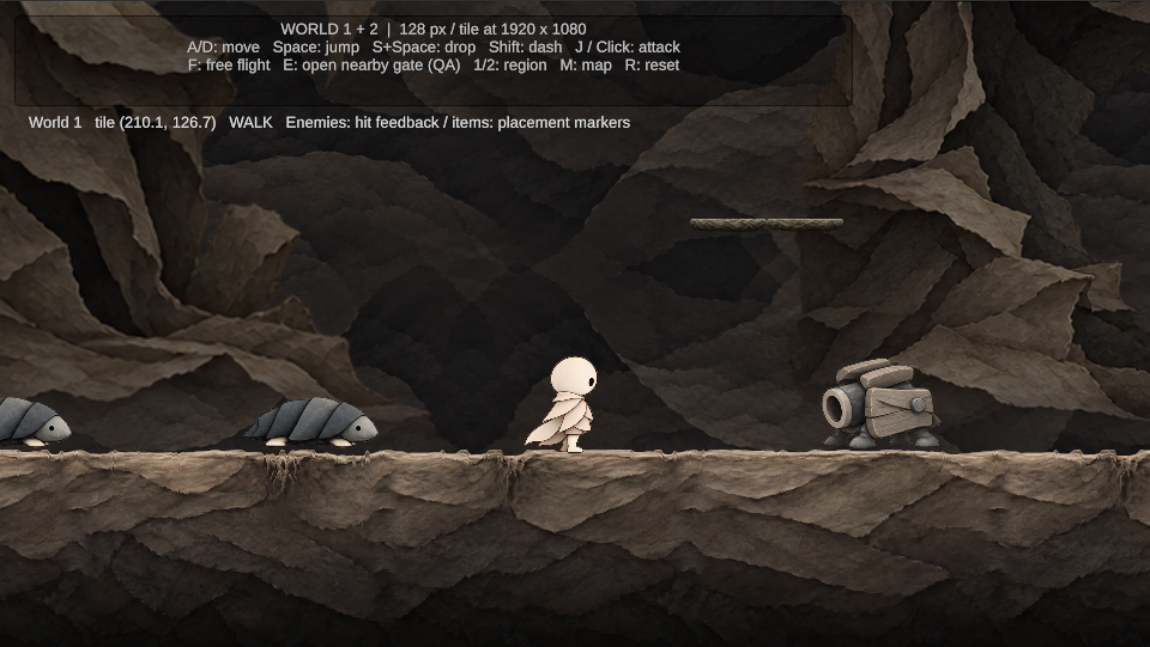 WORLD 1 + 2 | 128 px / tile at 1920 x 1080
A/D: move Space: jump S+Space: drop Shift: dash J / Click: attack
F: free flight E: open nearby gate (QA) 1/2: region M: map R: reset
World 1 tile (210.1, 126.7) WALK Enemies: hit feedback / items: placement markers